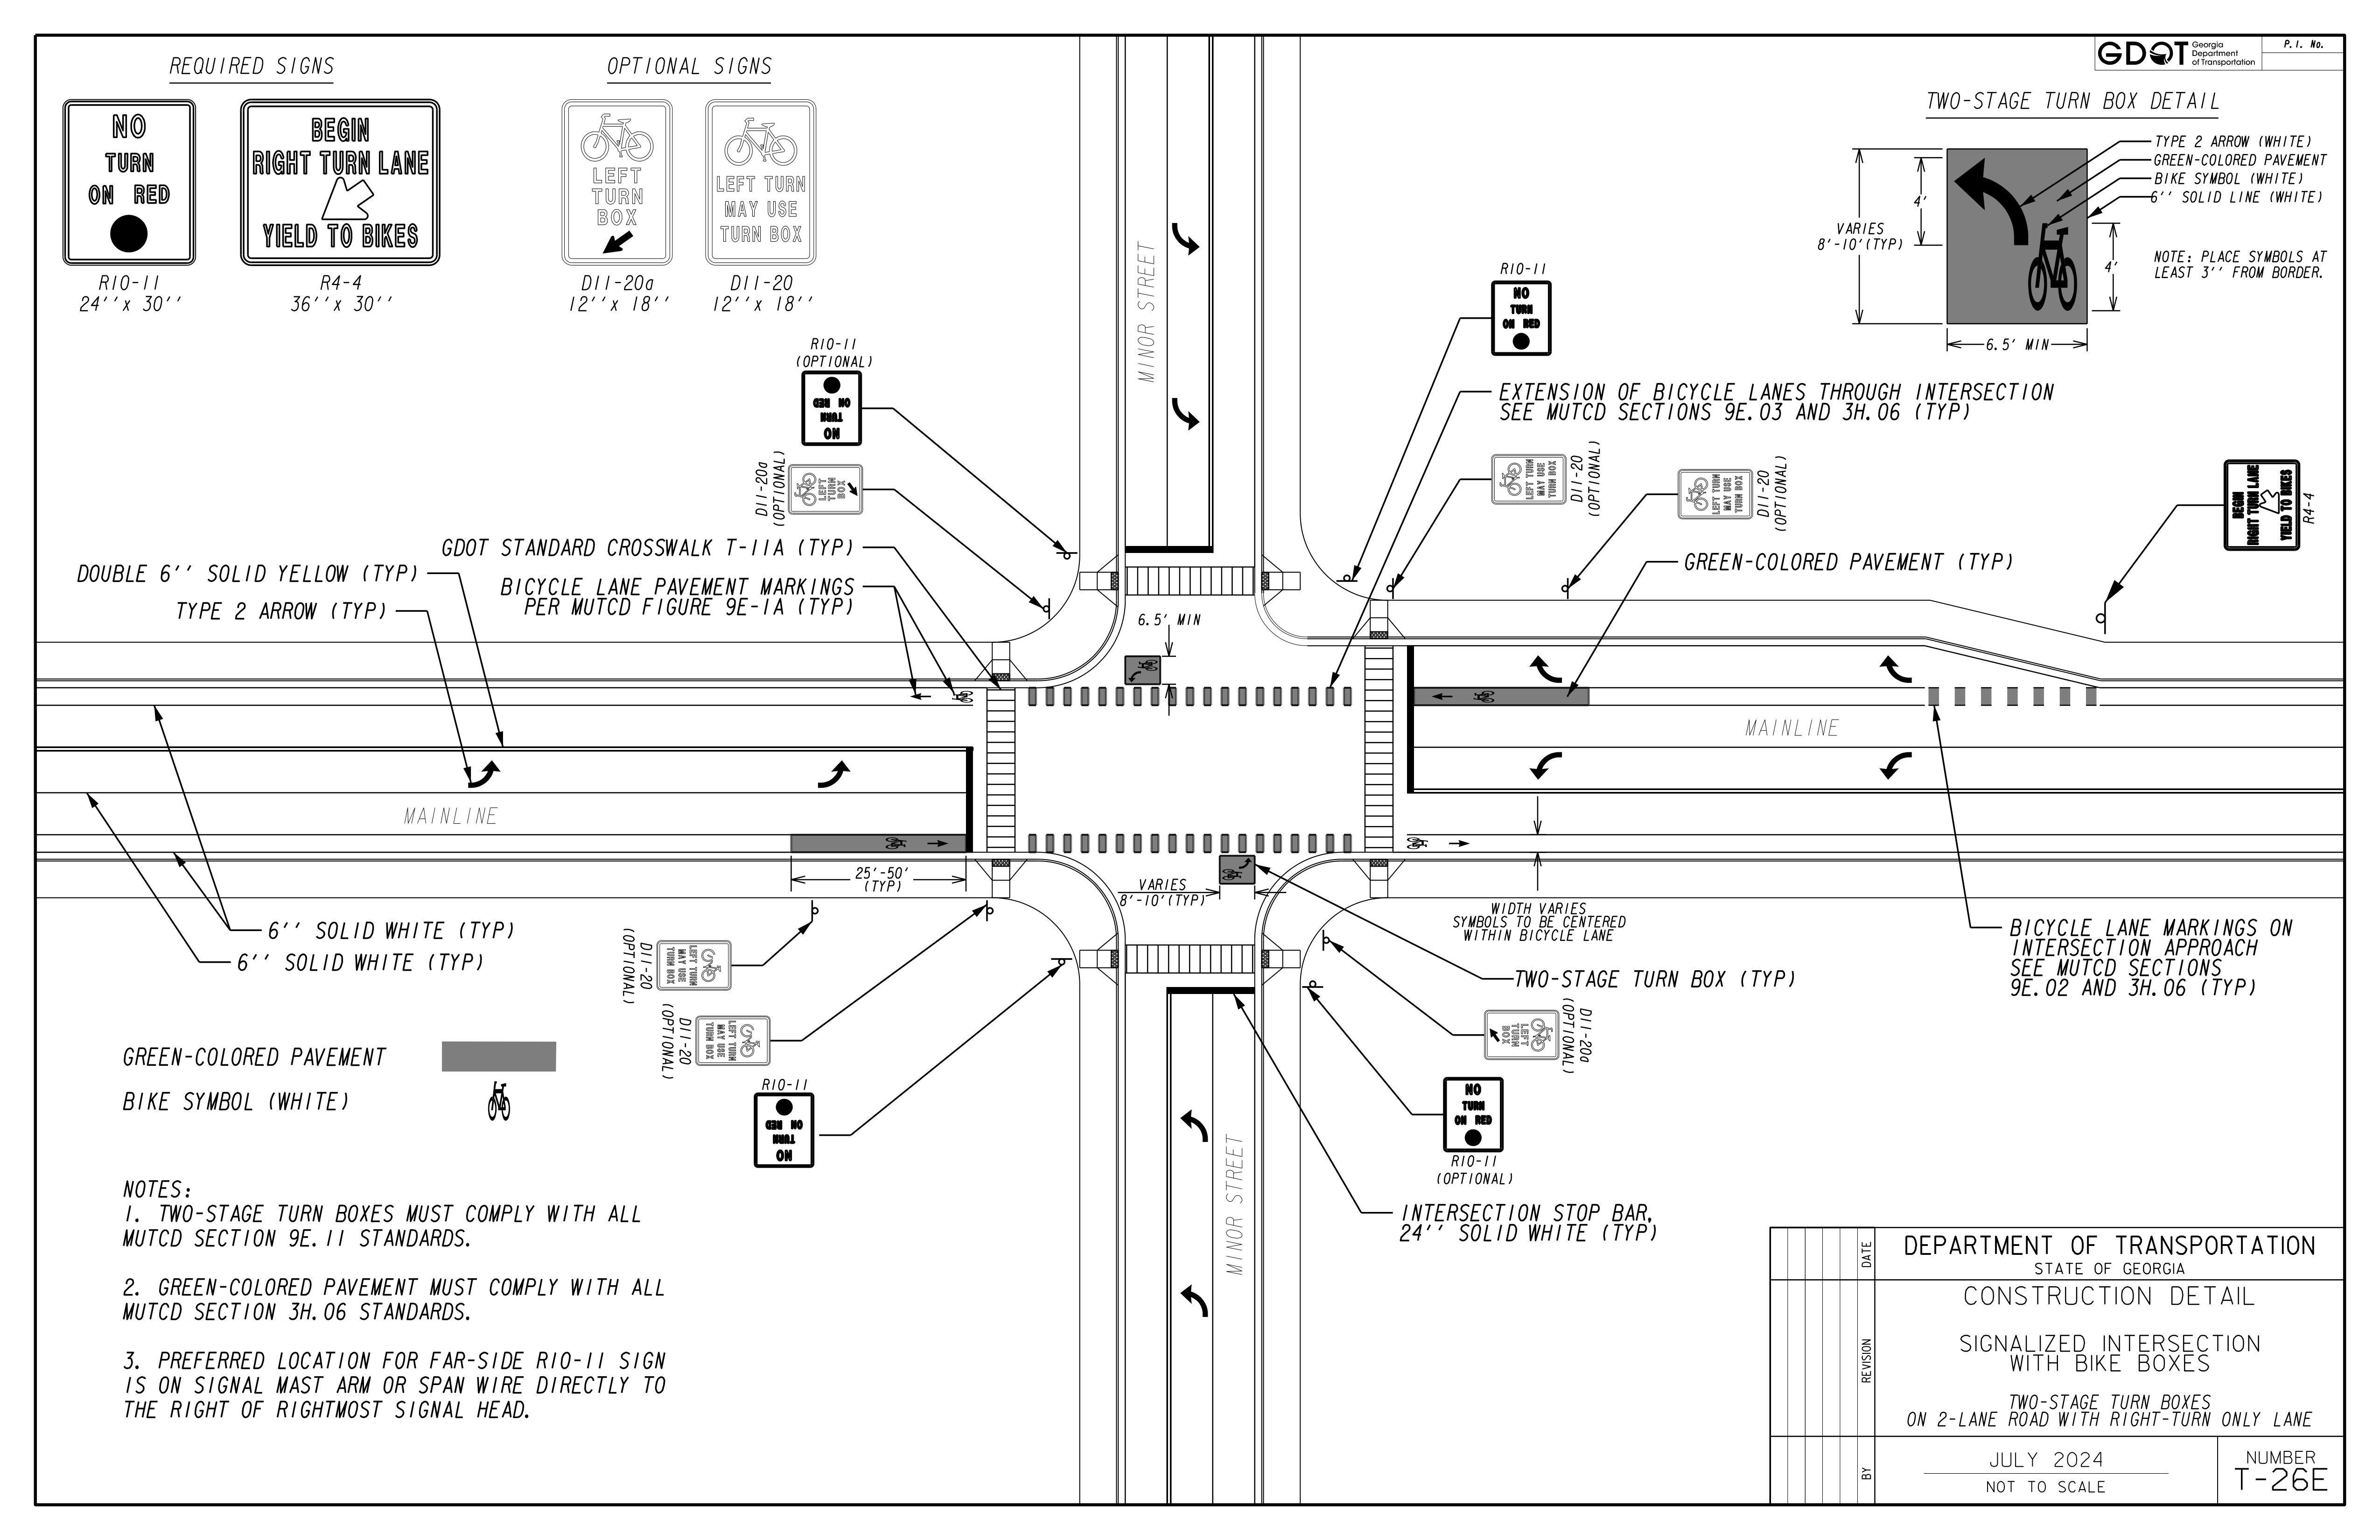 REQUIRED SIGNS
NO
TURN
ON RED
R10-11
24''x 30''
BEGIN
RIGHT TURN LANE
YIELD TO BIKES
R4-4
36''x 30''
OPTIONAL SIGNS
LEFT
TURN
BOX
D11-20a
12''x 18''
LEFT TURN
MAY USE
TURN BOX
D11-20
12''x 18''
GDOT
Georgia
Department
of Transportation
P.I. No.
TWO-STAGE TURN BOX DETAIL
TYPE 2 ARROW (WHITE)
GREEN-COLORED PAVEMENT
BIKE SYMBOL (WHITE)
6'' SOLID LINE (WHITE)
4'
VARIES
8'-10'(TYP)
4'
NOTE: PLACE SYMBOLS AT
LEAST 3'' FROM BORDER.
6.5' MIN
MINOR STREET
R10-11
(OPTIONAL)
NO
TURN
ON RED
D11-20a
(OPTIONAL)
LEFT
TURN
BOX
R10-11
NO
TURN
ON RED
EXTENSION OF BICYCLE LANES THROUGH INTERSECTION
SEE MUTCD SECTIONS 9E.03 AND 3H.06 (TYP)
LEFT TURN
MAY USE
TURN BOX
D11-20
(OPTIONAL)
LEFT TURN
MAY USE
TURN BOX
D11-20
(OPTIONAL)
BEGIN
RIGHT TURN LANE
YIELD TO BIKES
R4-4
GREEN-COLORED PAVEMENT (TYP)
GDOT STANDARD CROSSWALK T-11A (TYP)
DOUBLE 6'' SOLID YELLOW (TYP)
BICYCLE LANE PAVEMENT MARKINGS
PER MUTCD FIGURE 9E-1A (TYP)
TYPE 2 ARROW (TYP)
6.5' MIN
MAINLINE
MAINLINE
25'-50'
(TYP)
VARIES
8'-10'(TYP)
WIDTH VARIES
SYMBOLS TO BE CENTERED
WITHIN BICYCLE LANE
6'' SOLID WHITE (TYP)
6'' SOLID WHITE (TYP)
D11-20
(OPTIONAL)
LEFT TURN
MAY USE
TURN BOX
D11-20
(OPTIONAL)
LEFT TURN
MAY USE
TURN BOX
TWO-STAGE TURN BOX (TYP)
BICYCLE LANE MARKINGS ON
INTERSECTION APPROACH
SEE MUTCD SECTIONS
9E.02 AND 3H.06 (TYP)
LEFT
TURN
BOX
D11-20a
(OPTIONAL)
R10-11
NO
TURN
ON RED
NO
TURN
ON RED
R10-11
(OPTIONAL)
MINOR STREET
INTERSECTION STOP BAR,
24'' SOLID WHITE (TYP)
GREEN-COLORED PAVEMENT
BIKE SYMBOL (WHITE)
NOTES:
1. TWO-STAGE TURN BOXES MUST COMPLY WITH ALL
MUTCD SECTION 9E.11 STANDARDS.
2. GREEN-COLORED PAVEMENT MUST COMPLY WITH ALL
MUTCD SECTION 3H.06 STANDARDS.
3. PREFERRED LOCATION FOR FAR-SIDE R10-11 SIGN
IS ON SIGNAL MAST ARM OR SPAN WIRE DIRECTLY TO
THE RIGHT OF RIGHTMOST SIGNAL HEAD.
DATE
REVISION
BY
DEPARTMENT OF TRANSPORTATION
STATE OF GEORGIA
CONSTRUCTION DETAIL
SIGNALIZED INTERSECTION
WITH BIKE BOXES
TWO-STAGE TURN BOXES
ON 2-LANE ROAD WITH RIGHT-TURN ONLY LANE
JULY 2024
NOT TO SCALE
NUMBER
T-26E